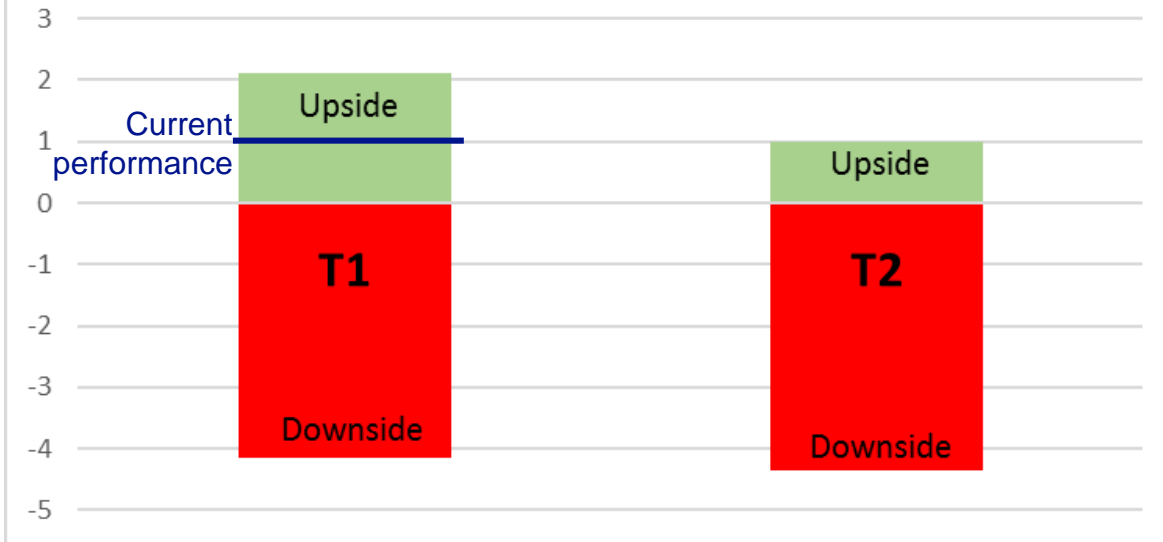 3
2
Upside
Current
1
performance
Upside
0
-1
T1
T2
-2
-3
Downside
-4
Downside
-5